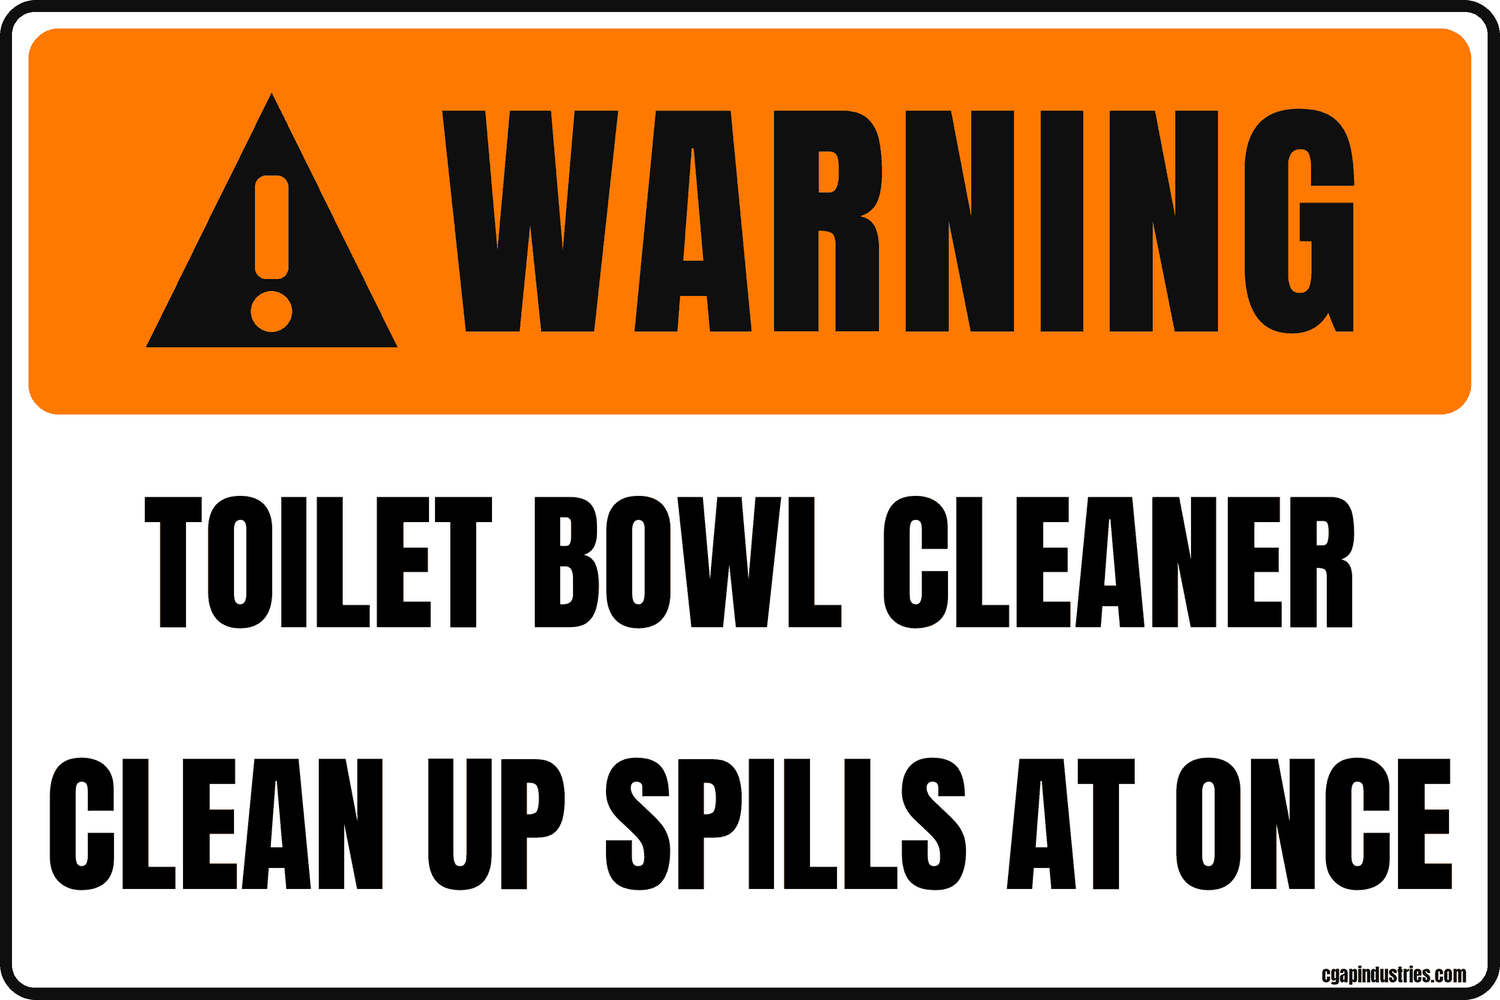 WARNING
TOILET BOWL CLEANER
CLEAN UP SPILLS AT ONCE
cgapindustries.com